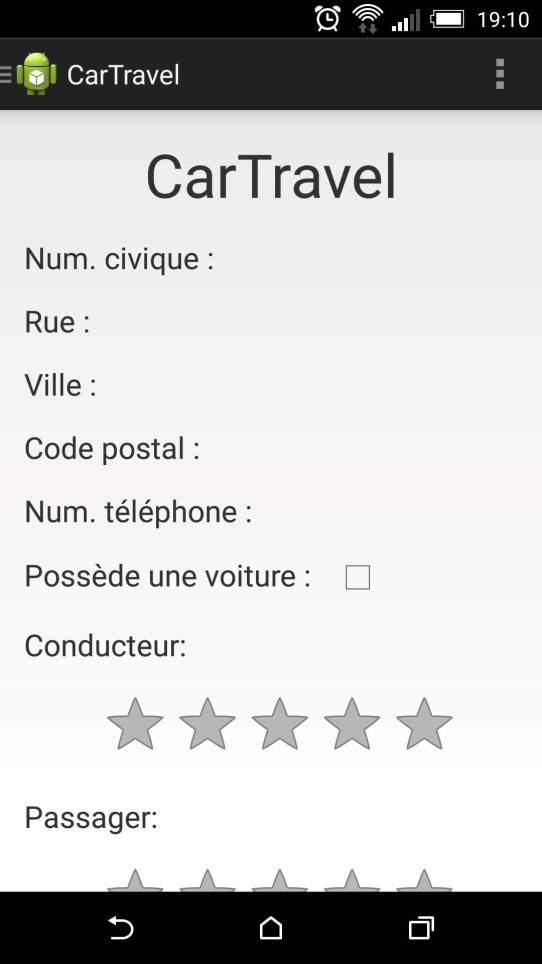 19:10
CarTravel
CarTravel
Num. civique :
Rue :
Ville :
Code postal :
Num. téléphone :
Possède une voiture :
Conducteur:
Passager: